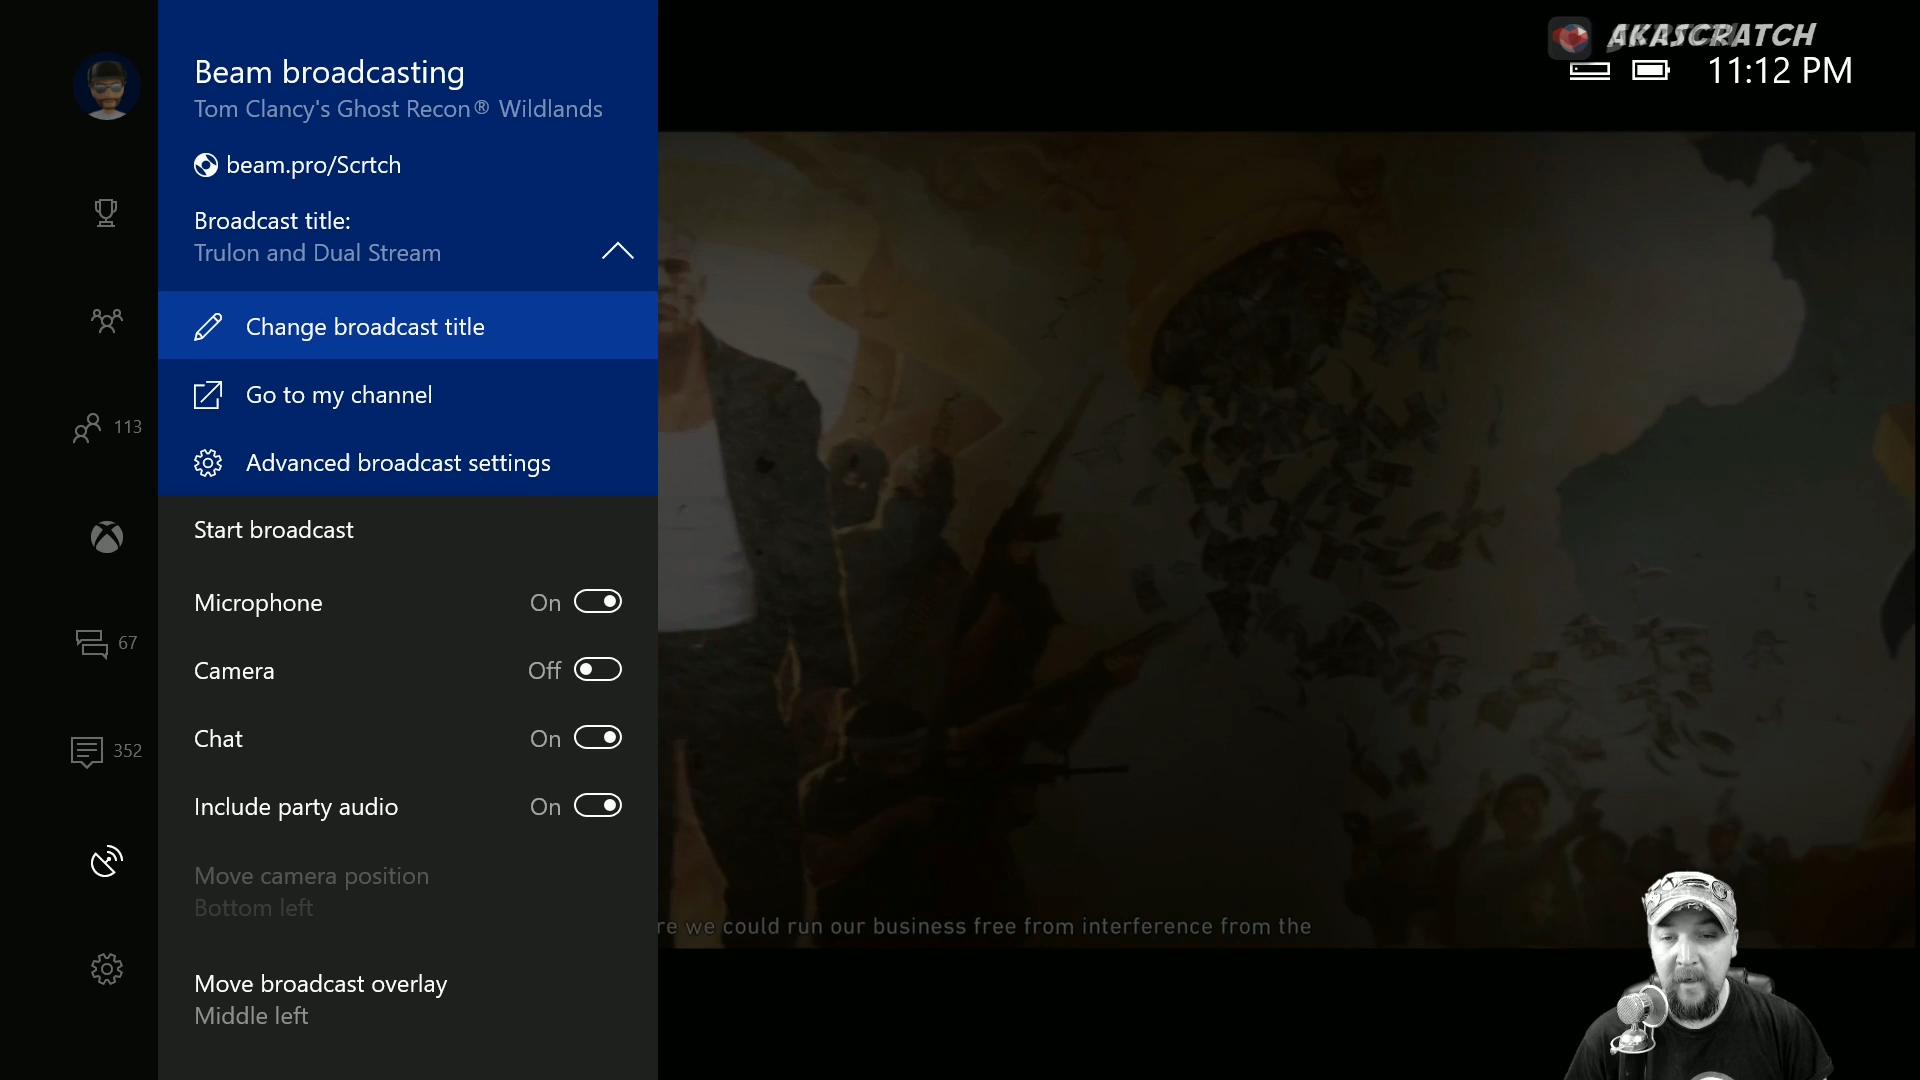 AKASCRATCH
11:12 PM
Beam broadcasting
Tom Clancy's Ghost Recon® Wildlands
beam.pro/Scrtch
Broadcast title:
Trulon and Dual Stream
Change broadcast title
Go to my channel
113
Advanced broadcast settings
Start broadcast
Microphone On
67
Camera Off
Chat On
352
Include party audio On
Move camera position
Bottom left
re we could run our business free from interference from the
Move broadcast overlay
Middle left